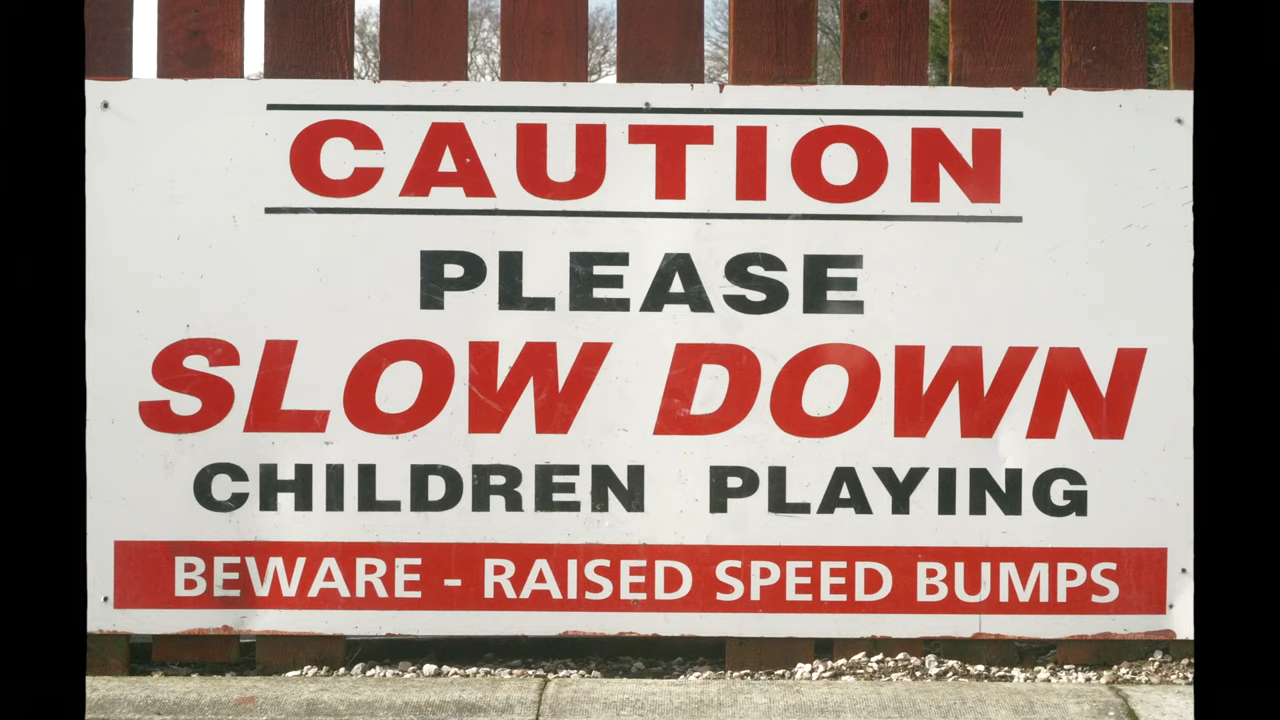 CAUTION
PLEASE
SLOW DOWN
CHILDREN PLAYING
BEWARE - RAISED SPEED BUMPS